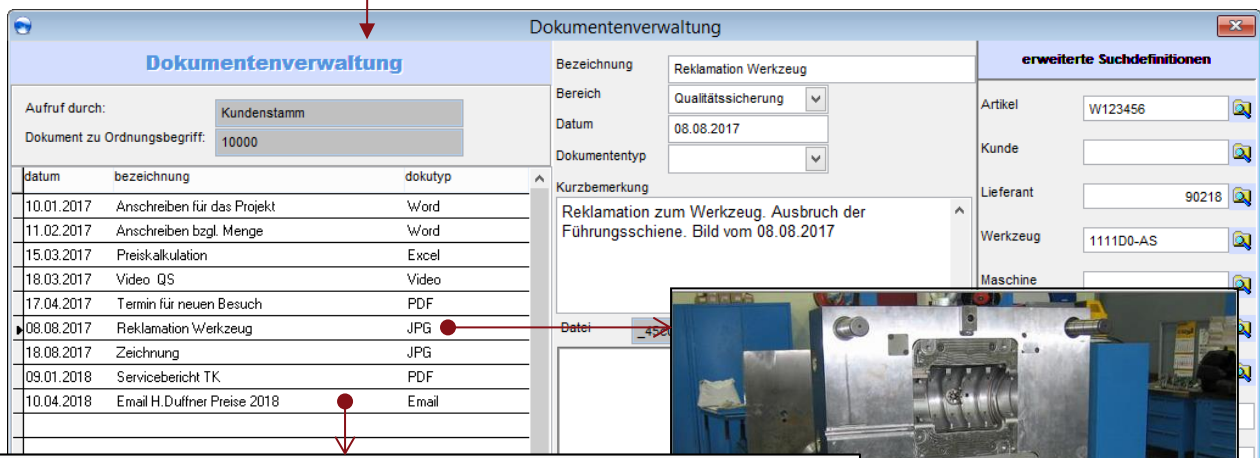 Dokumentenverwaltung
Dokumentenverwaltung
Aufruf durch: Kundenstamm
Dokument zu Ordnungsbegriff: 10000
datum bezeichnung dokutyp
10.01.2017 Anschreiben für das Projekt Word
11.02.2017 Anschreiben bzgl. Menge Word
15.03.2017 Preiskalkulation Excel
18.03.2017 Video QS Video
17.04.2017 Termin für neuen Besuch PDF
08.08.2017 Reklamation Werkzeug JPG
18.08.2017 Zeichnung JPG
09.01.2018 Servicebericht TK PDF
10.04.2018 Email H.Duffner Preise 2018 Email
Bezeichnung Reklamation Werkzeug
Bereich Qualitätssicherung
Datum 08.08.2017
Dokumententyp
Kurzbemerkung
Reklamation zum Werkzeug. Ausbruch der
Führungsschiene. Bild vom 08.08.2017
Datei
erweiterte Suchdefinitionen
Artikel W123456
Kunde
Lieferant 90218
Werkzeug 1111D0-AS
Maschine